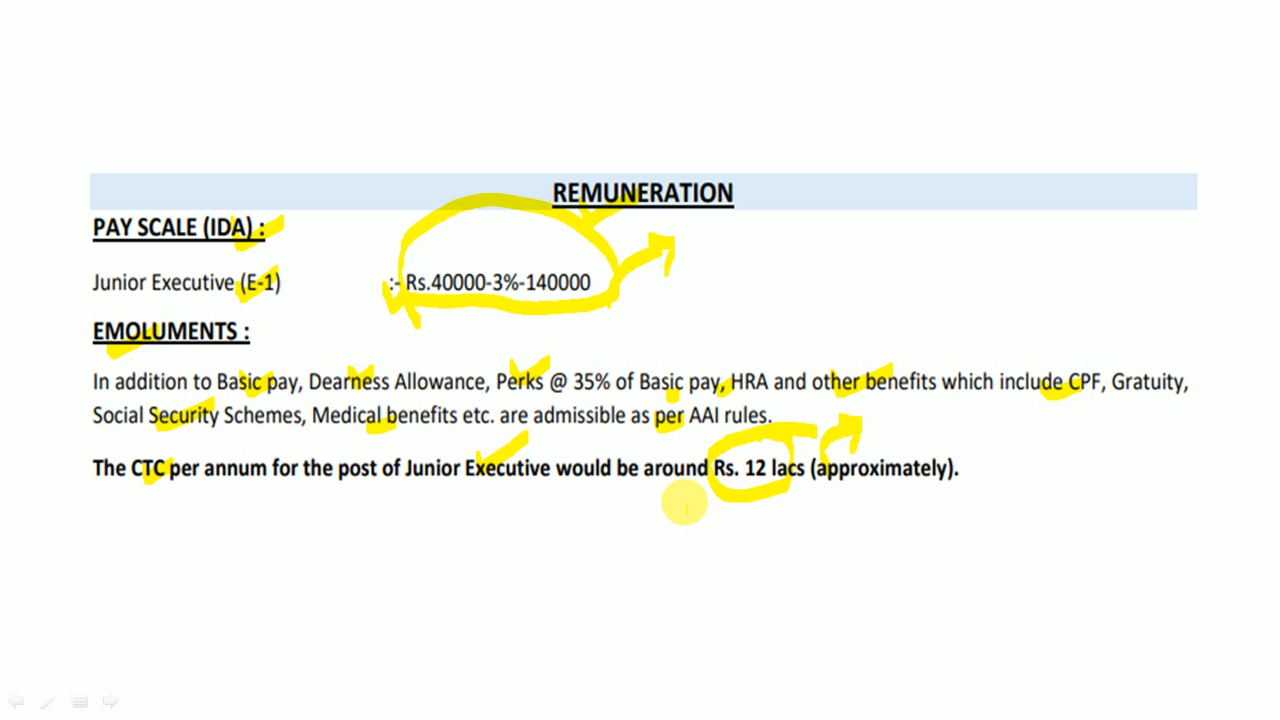 REMUNERATION
PAY SCALE (IDA) :
Junior Executive (E-1) :- Rs.40000-3%-140000
EMOLUMENTS :
In addition to Basic pay, Dearness Allowance, Perks @ 35% of Basic pay, HRA and other benefits which include CPF, Gratuity,
Social Security Schemes, Medical benefits etc. are admissible as per AAI rules.
The CTC per annum for the post of Junior Executive would be around Rs. 12 lacs (approximately).